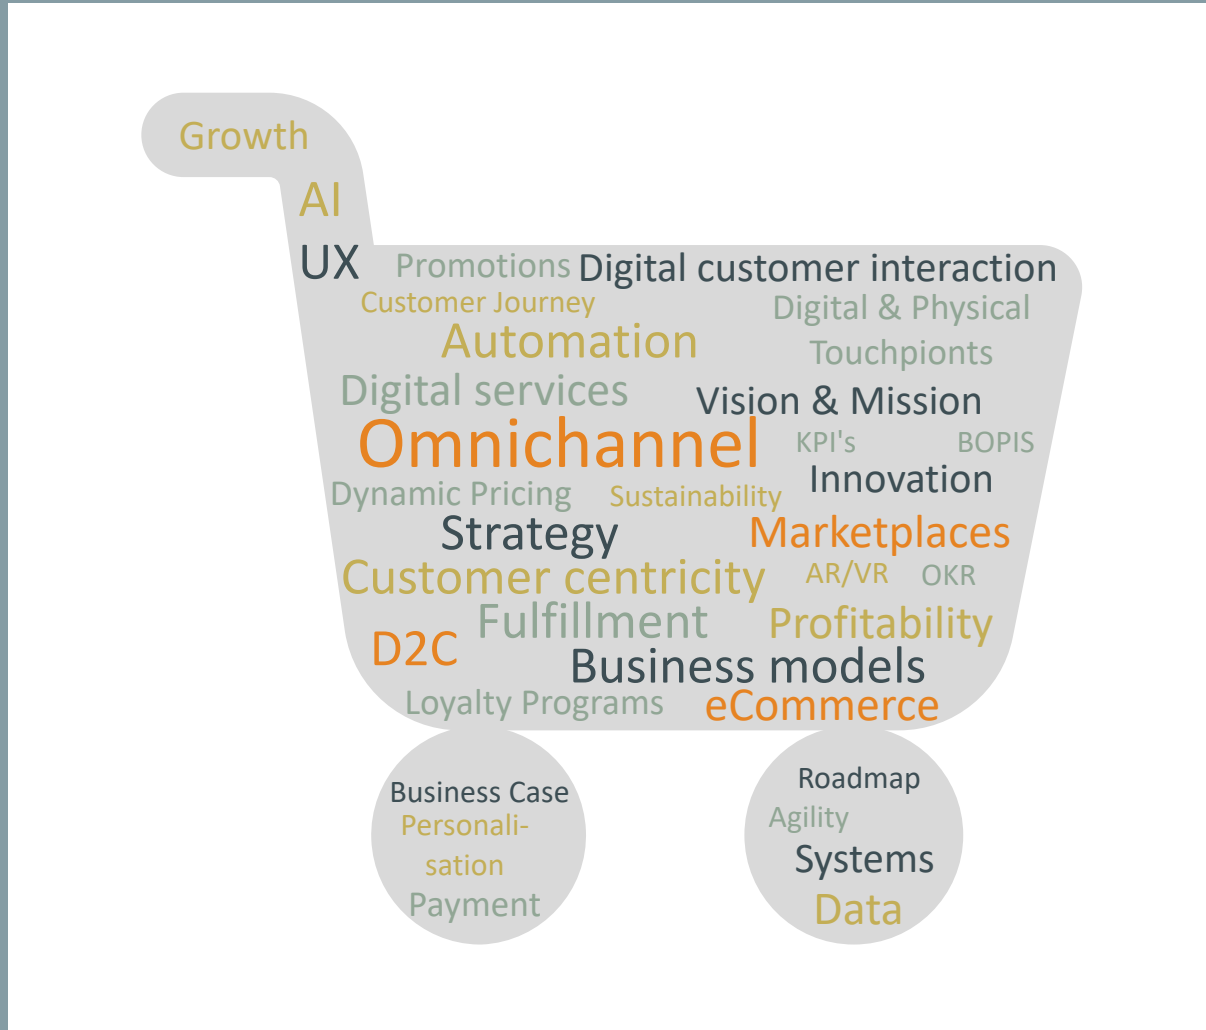 Growth
AI
UX
Promotions
Digital customer interaction
Customer Journey
Digital & Physical
Automation
Touchpionts
Digital services
Vision & Mission
Omnichannel
KPI's
BOPIS
Innovation
Dynamic Pricing
Sustainability
Strategy
Marketplaces
Customer centricity
AR/VR
OKR
Fulfillment
Profitability
D2C
Business models
Loyalty Programs
eCommerce
Business Case
Personali-
sation
Payment
Roadmap
Agility
Systems
Data